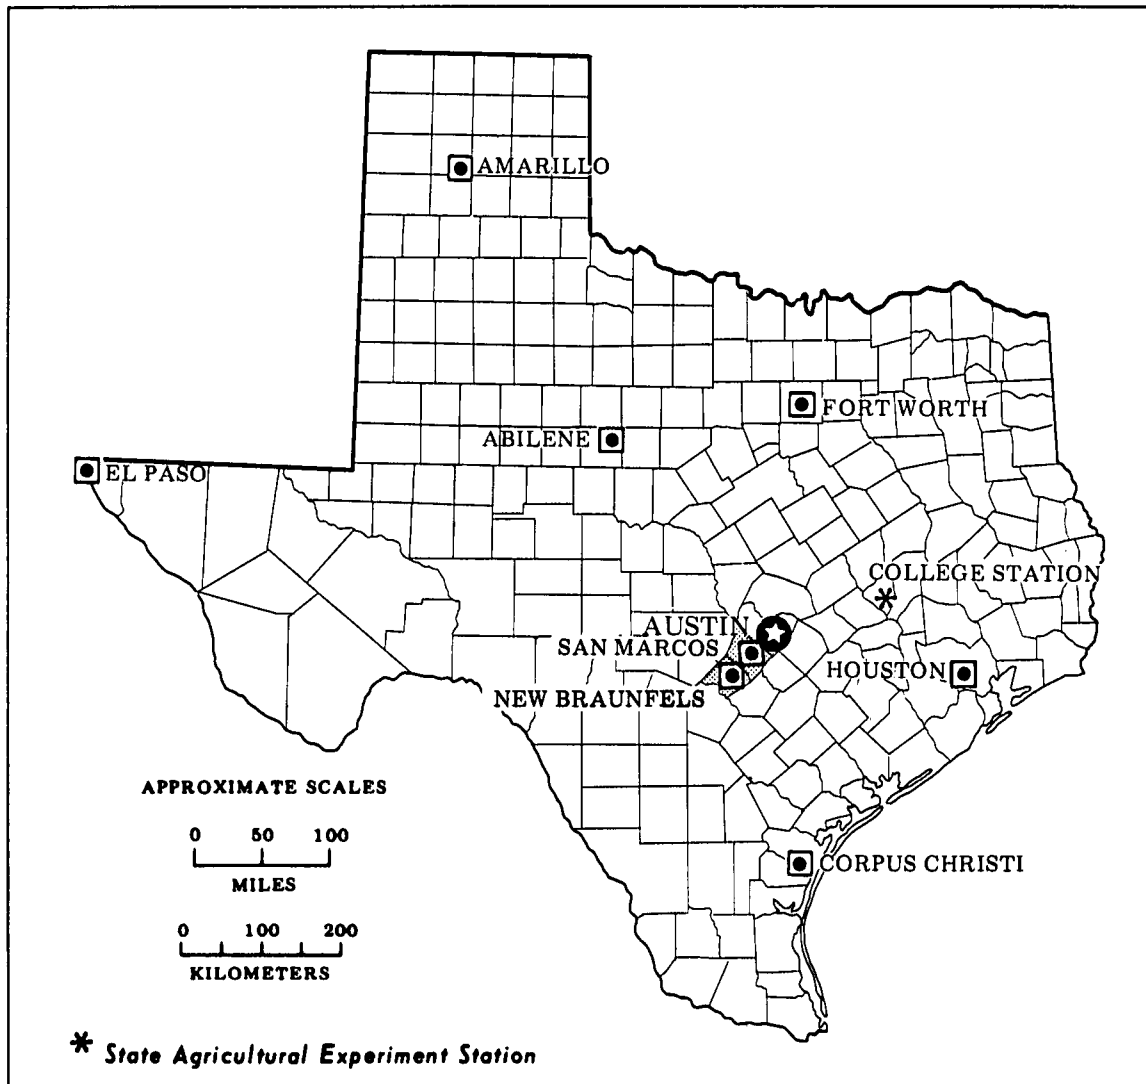 AMARILLO
FORT WORTH
ABILENE
EL PASO
COLLEGE STATION
AUSTIN
SAN MARCOS
HOUSTON
NEW BRAUNFELS
APPROXIMATE SCALES
0 50 100
MILES
0 100 200
KILOMETERS
CORPUS CHRISTI
* State Agricultural Experiment Station